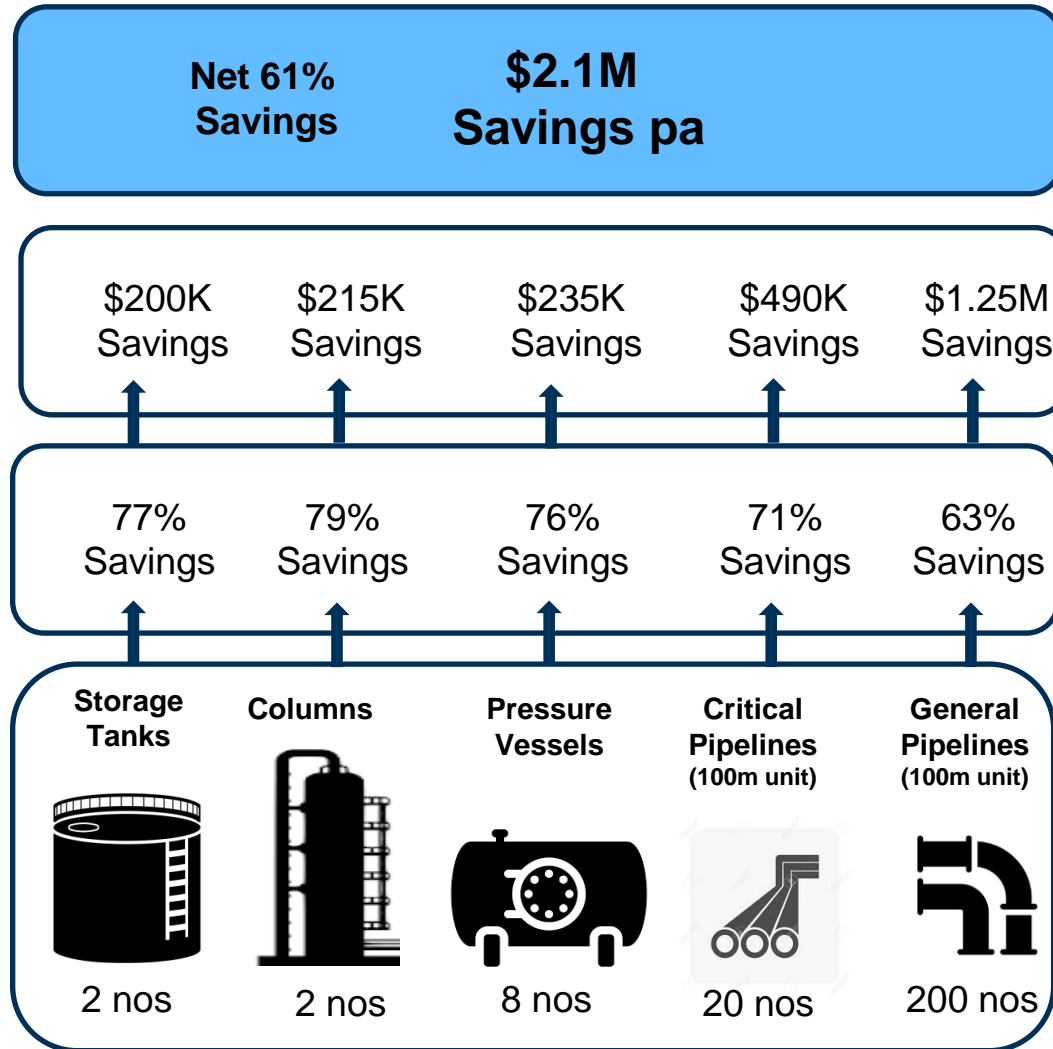 Net 61%
Savings
$2.1M
Savings pa
$200K
Savings
$215K
Savings
$235K
Savings
$490K
Savings
$1.25M
Savings
77%
Savings
79%
Savings
76%
Savings
71%
Savings
63%
Savings
Storage
Tanks
Columns
Pressure
Vessels
Critical
Pipelines
(100m unit)
General
Pipelines
(100m unit)
2 nos
2 nos
8 nos
20 nos
200 nos